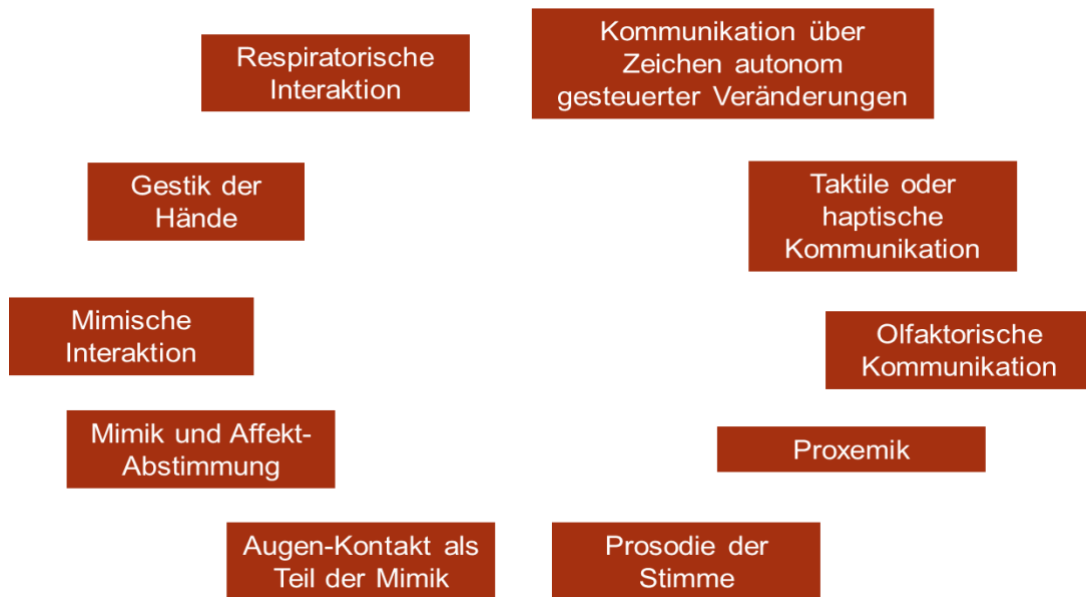 Respiratorische
Interaktion
Kommunikation über
Zeichen autonom
gesteuerter Veränderungen
Gestik der
Hände
Taktile oder
haptische
Kommunikation
Mimische
Interaktion
Olfaktorische
Kommunikation
Mimik und Affekt-
Abstimmung
Proxemik
Augen-Kontakt als
Teil der Mimik
Prosodie der
Stimme